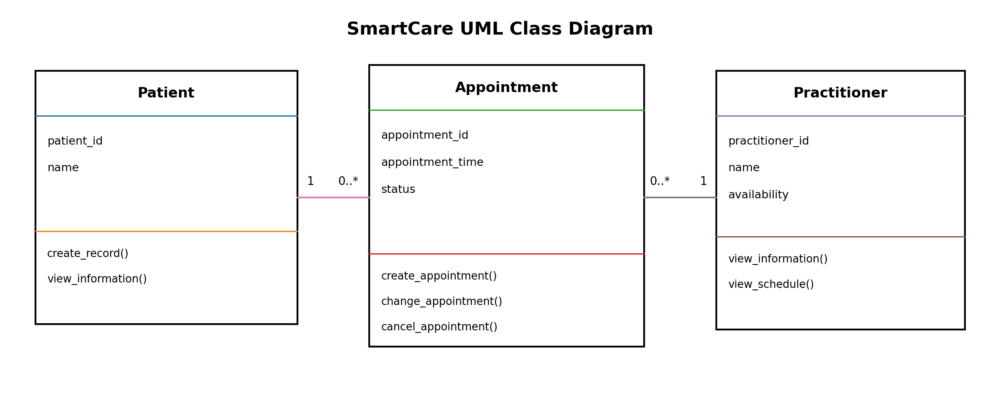 SmartCare UML Class Diagram
Patient
patient_id
name
create_record()
view_information()
1 0..*
Appointment
appointment_id
appointment_time
status
create_appointment()
change_appointment()
cancel_appointment()
0..* 1
Practitioner
practitioner_id
name
availability
view_information()
view_schedule()